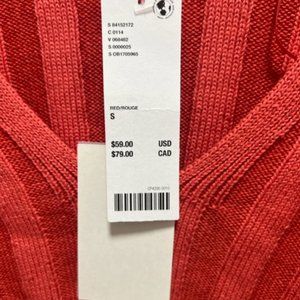 S 84152172
C 0114
V 060482
S 0000025
S OB1705965
RED/ROUGE
S
$59.00 USD
$79.00 CAD